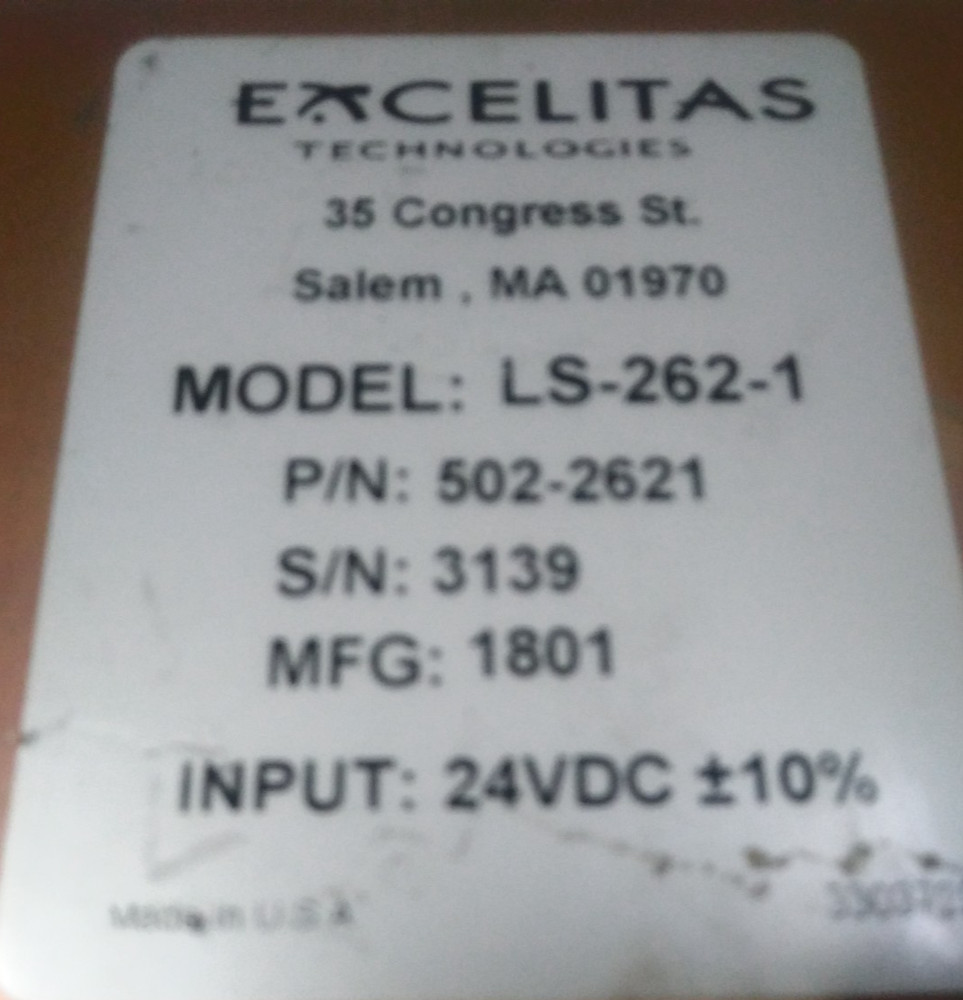 EXCELITAS
TECHNOLOGIES
35 Congress St.
Salem , MA 01970
MODEL: LS-262-1
P/N: 502-2621
S/N: 3139
MFG: 1801
INPUT: 24VDC ±10%
Made in U.S.A